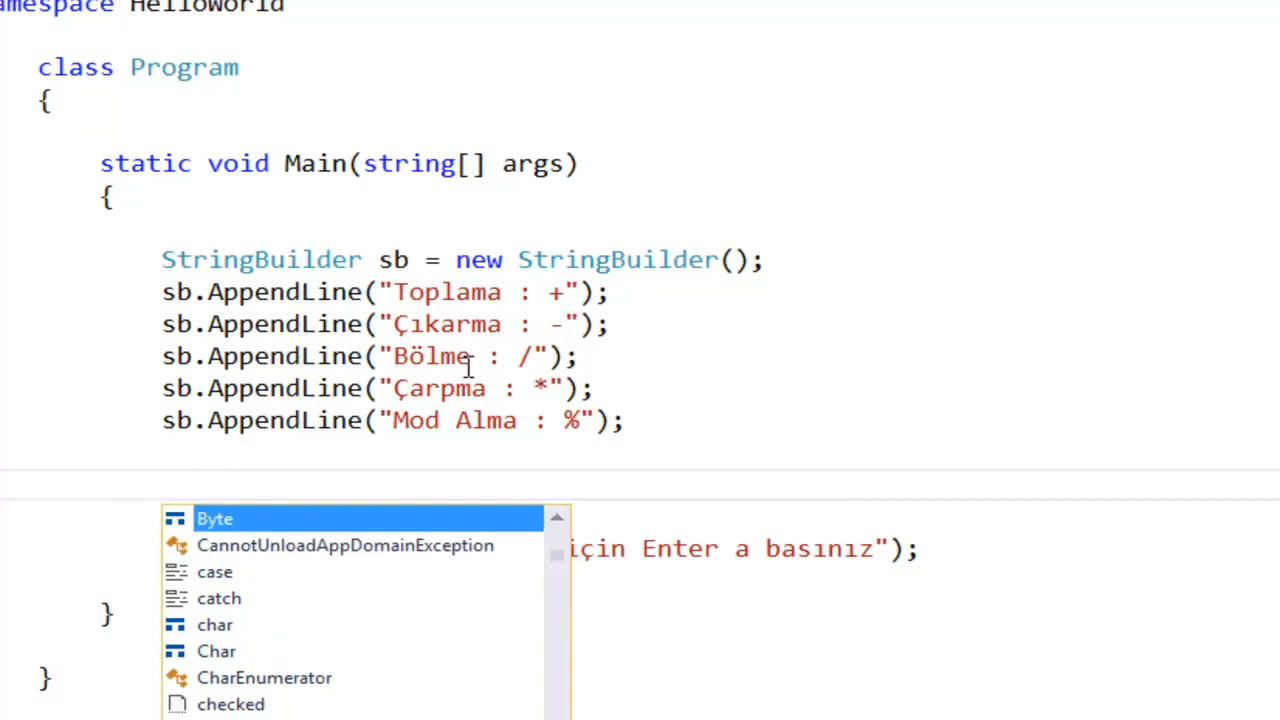 namespace HelloWorld
class Program
{
static void Main(string[] args)
{
StringBuilder sb = new StringBuilder();
sb.AppendLine("Toplama : +");
sb.AppendLine("Çıkarma : -");
sb.AppendLine("Bölme : /");
sb.AppendLine("Çarpma : *");
sb.AppendLine("Mod Alma : %");
Byte
CannotUnloadAppDomainException
için Enter a basınız");
case
catch
}
char
Char
}
CharEnumerator
checked